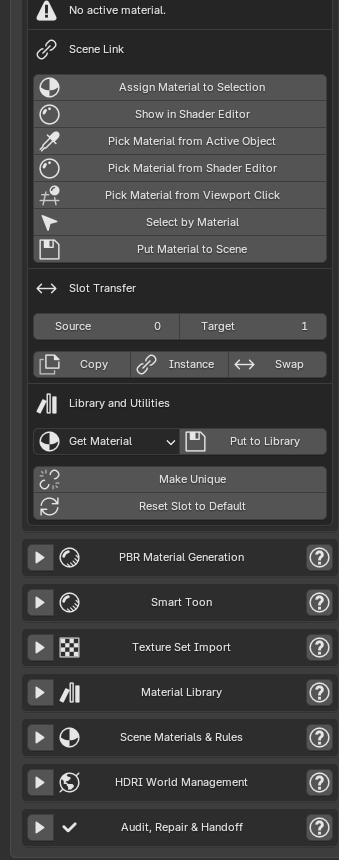 No active material.
Scene Link
Assign Material to Selection
Show in Shader Editor
Pick Material from Active Object
Pick Material from Shader Editor
Pick Material from Viewport Click
Select by Material
Put Material to Scene
Slot Transfer
Source 0 Target 1
Copy Instance Swap
Library and Utilities
Get Material Put to Library
Make Unique
Reset Slot to Default
PBR Material Generation ?
Smart Toon ?
Texture Set Import ?
Material Library ?
Scene Materials & Rules ?
HDRI World Management ?
Audit, Repair & Handoff ?